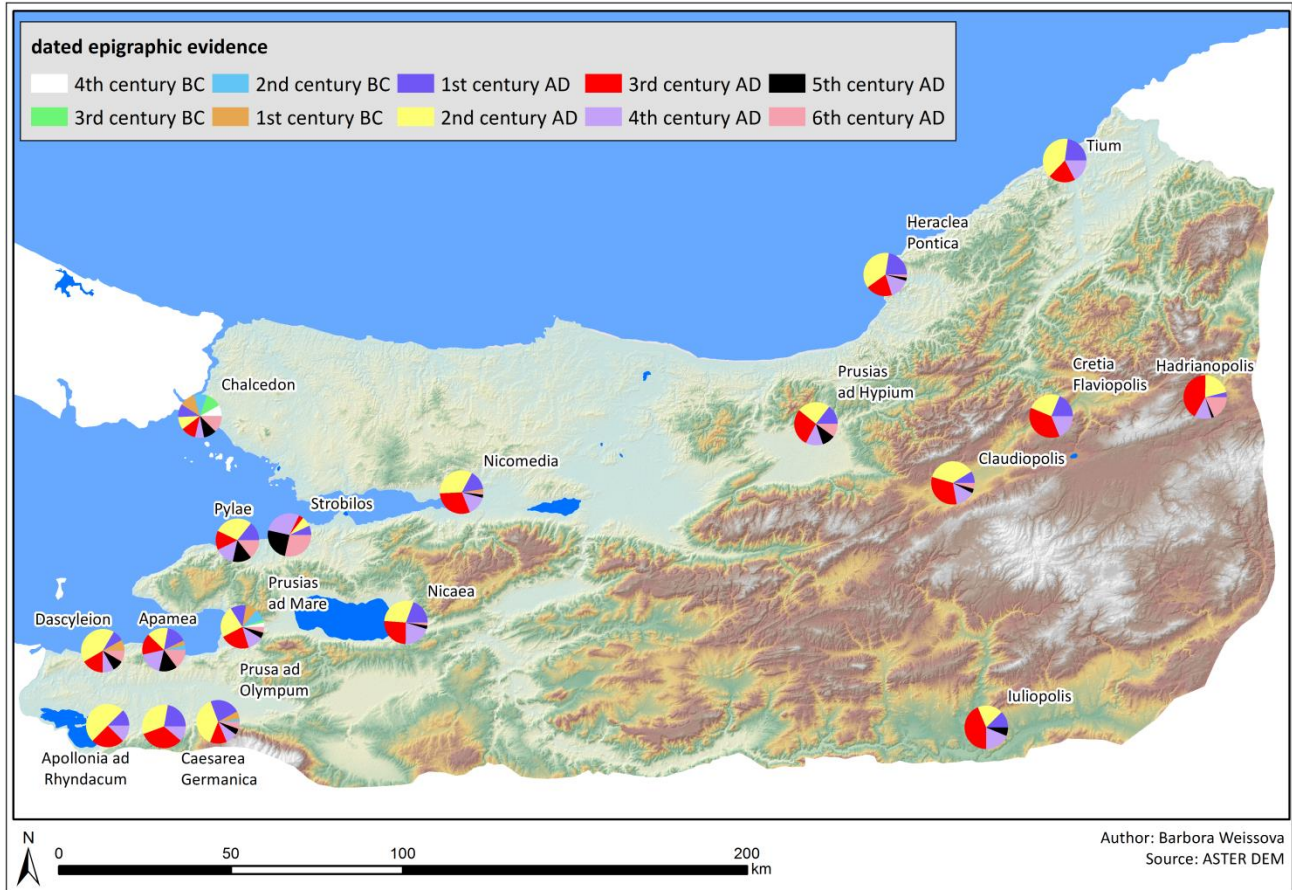 dated epigraphic evidence
4th century BC 2nd century BC 1st century AD 3rd century AD 5th century AD
3rd century BC 1st century BC 2nd century AD 4th century AD 6th century AD
Tium
Heraclea
Pontica
Chalcedon
Prusias
ad Hypium
Cretia
Flaviopolis
Hadrianopolis
Nicomedia
Claudiopolis
Pylae
Strobilos
Prusias
ad Mare
Nicaea
Dascyleion
Apamea
Prusa ad
Olympum
Iuliopolis
Apollonia ad
Rhyndacum
Caesarea
Germanica
N
0 50 100 200
km
Author: Barbora Weissova
Source: ASTER DEM